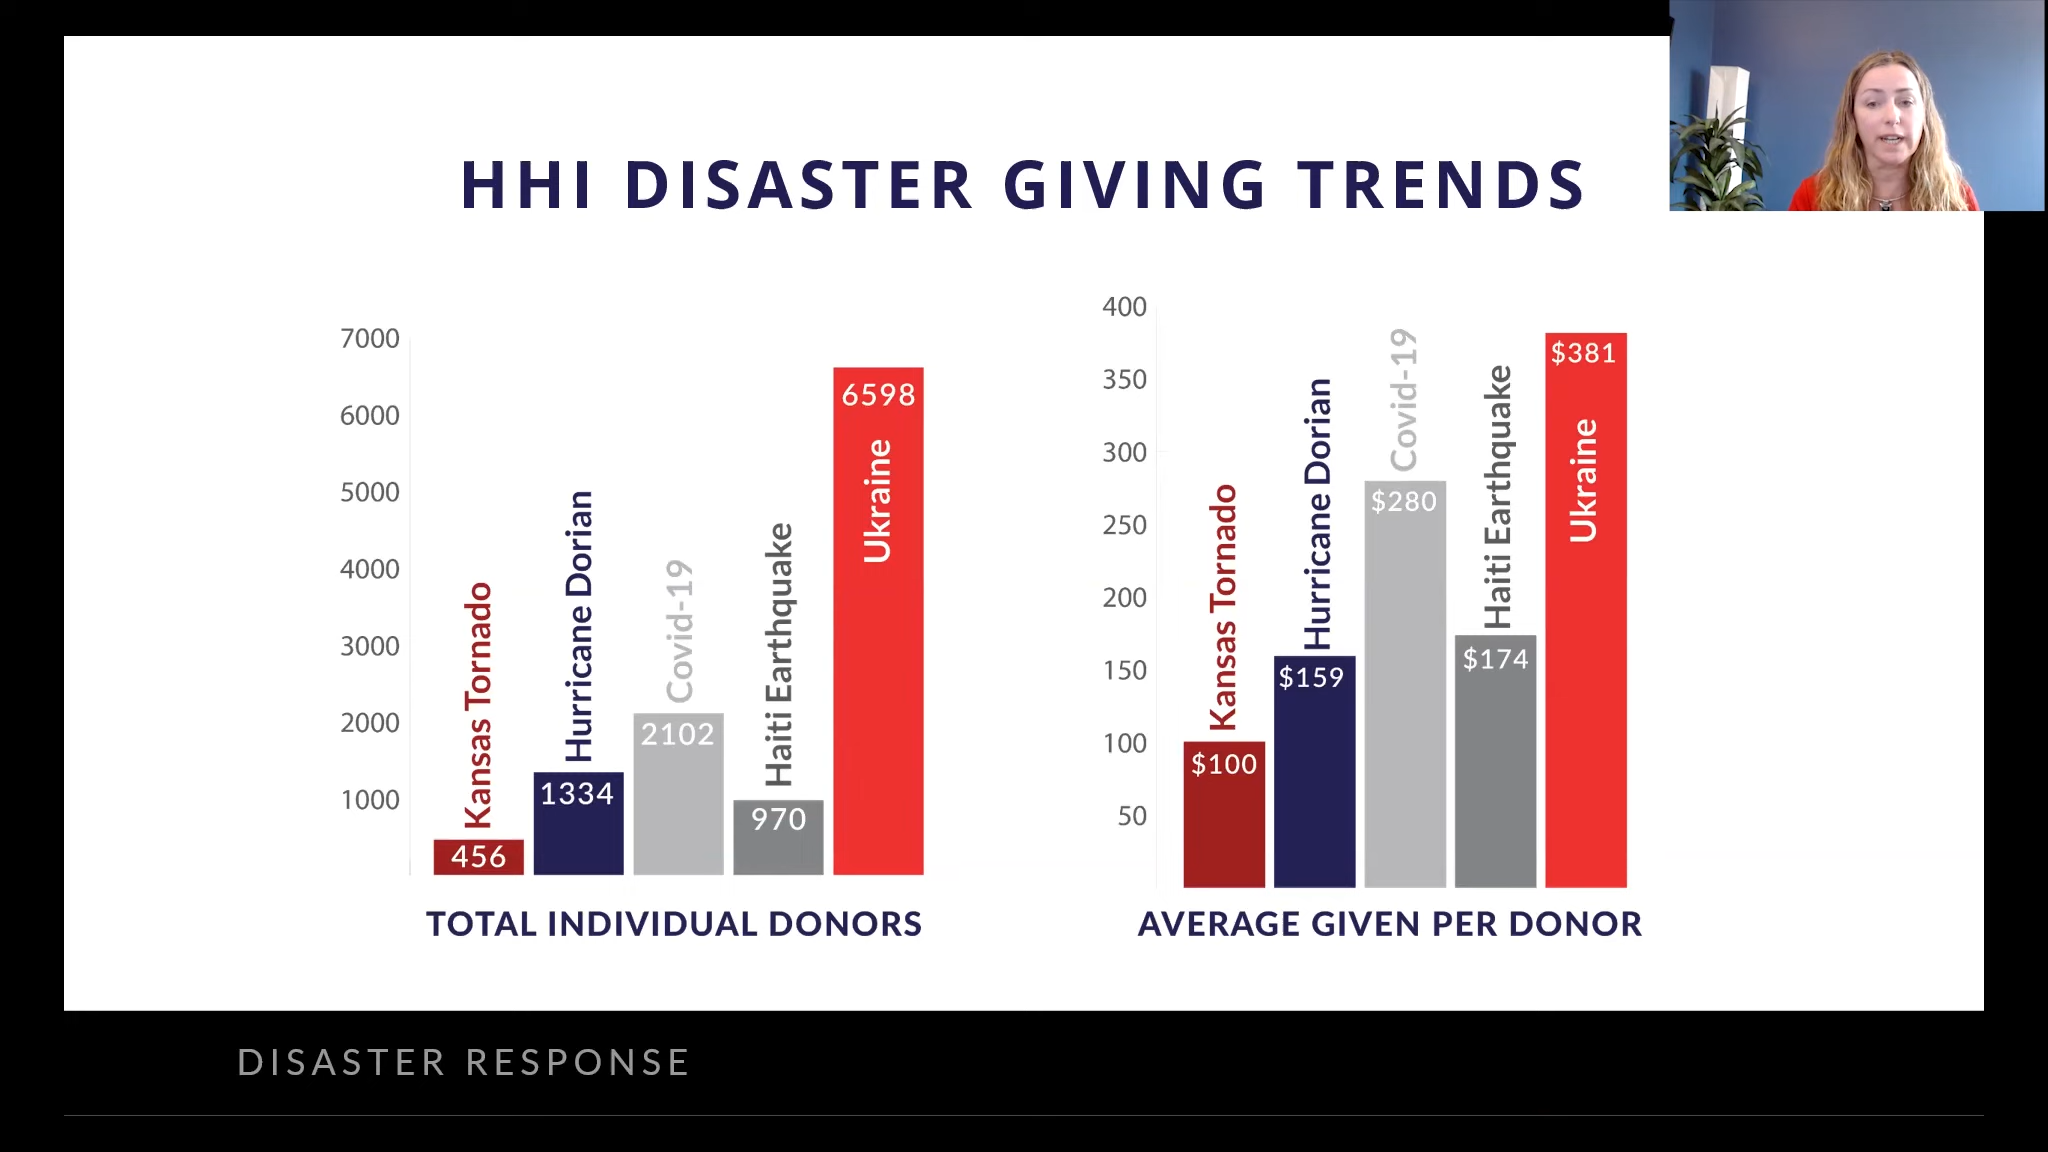 HHI DISASTER GIVING TRENDS
7000
6000
5000
4000
3000
2000
1000
Kansas Tornado
456
Hurricane Dorian
1334
Covid-19
2102
Haiti Earthquake
970
6598
Ukraine
TOTAL INDIVIDUAL DONORS
400
350
300
250
200
150
100
50
Kansas Tornado
$100
Hurricane Dorian
$159
Covid-19
$280
Haiti Earthquake
$174
$381
Ukraine
AVERAGE GIVEN PER DONOR
DISASTER RESPONSE